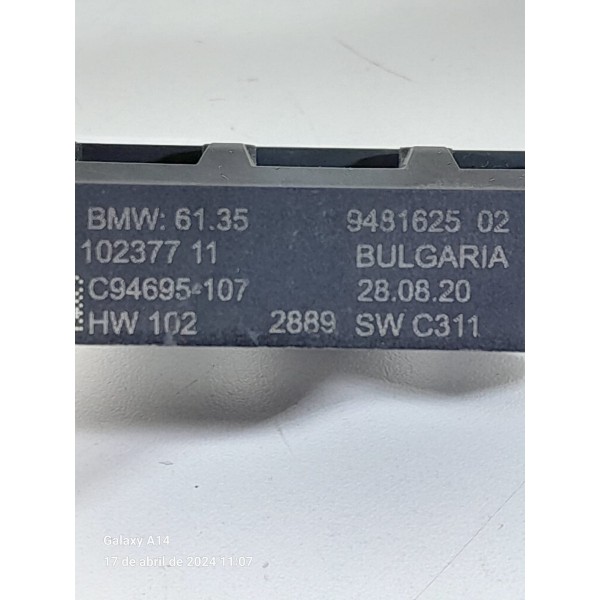 BMW: 61.35 9481625 02
102377 11 BULGARIA
C94695-107 28.08.20
HW 102 2889 SW C311
Galaxy A14
17 de abril de 2024 11:07